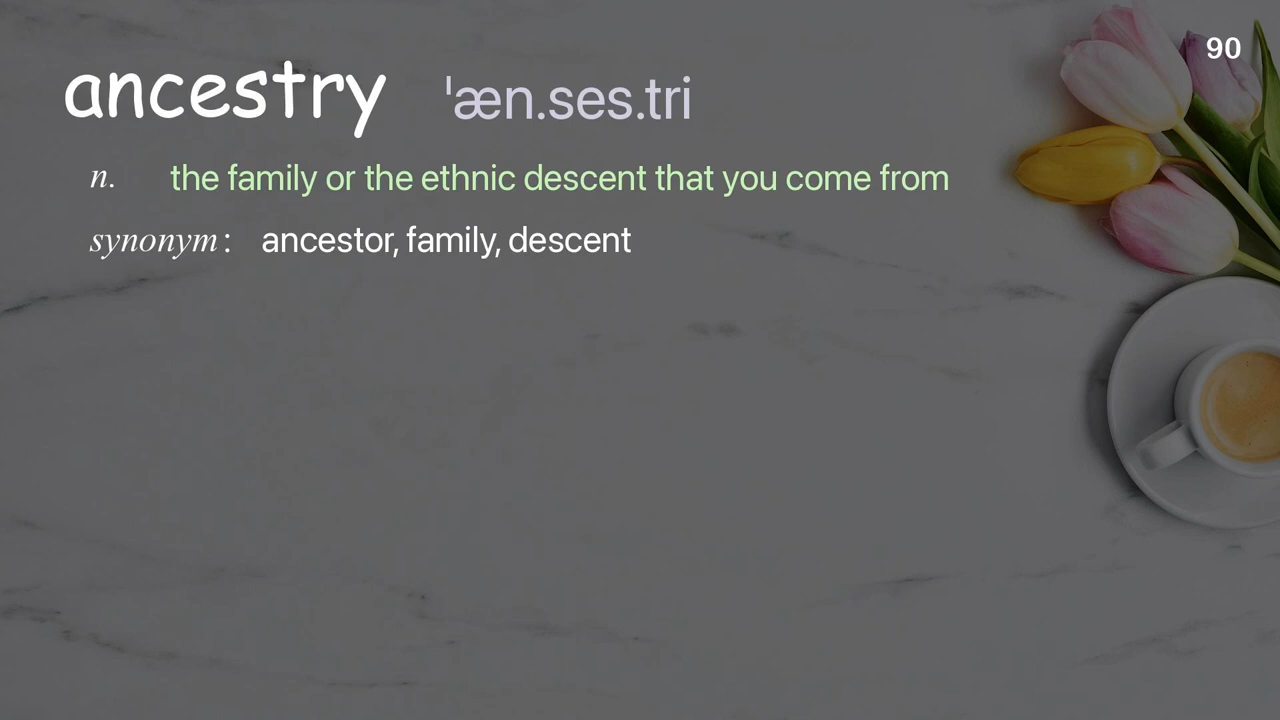 90
ancestry ˈæn.ses.tri
n. the family or the ethnic descent that you come from
synonym: ancestor, family, descent